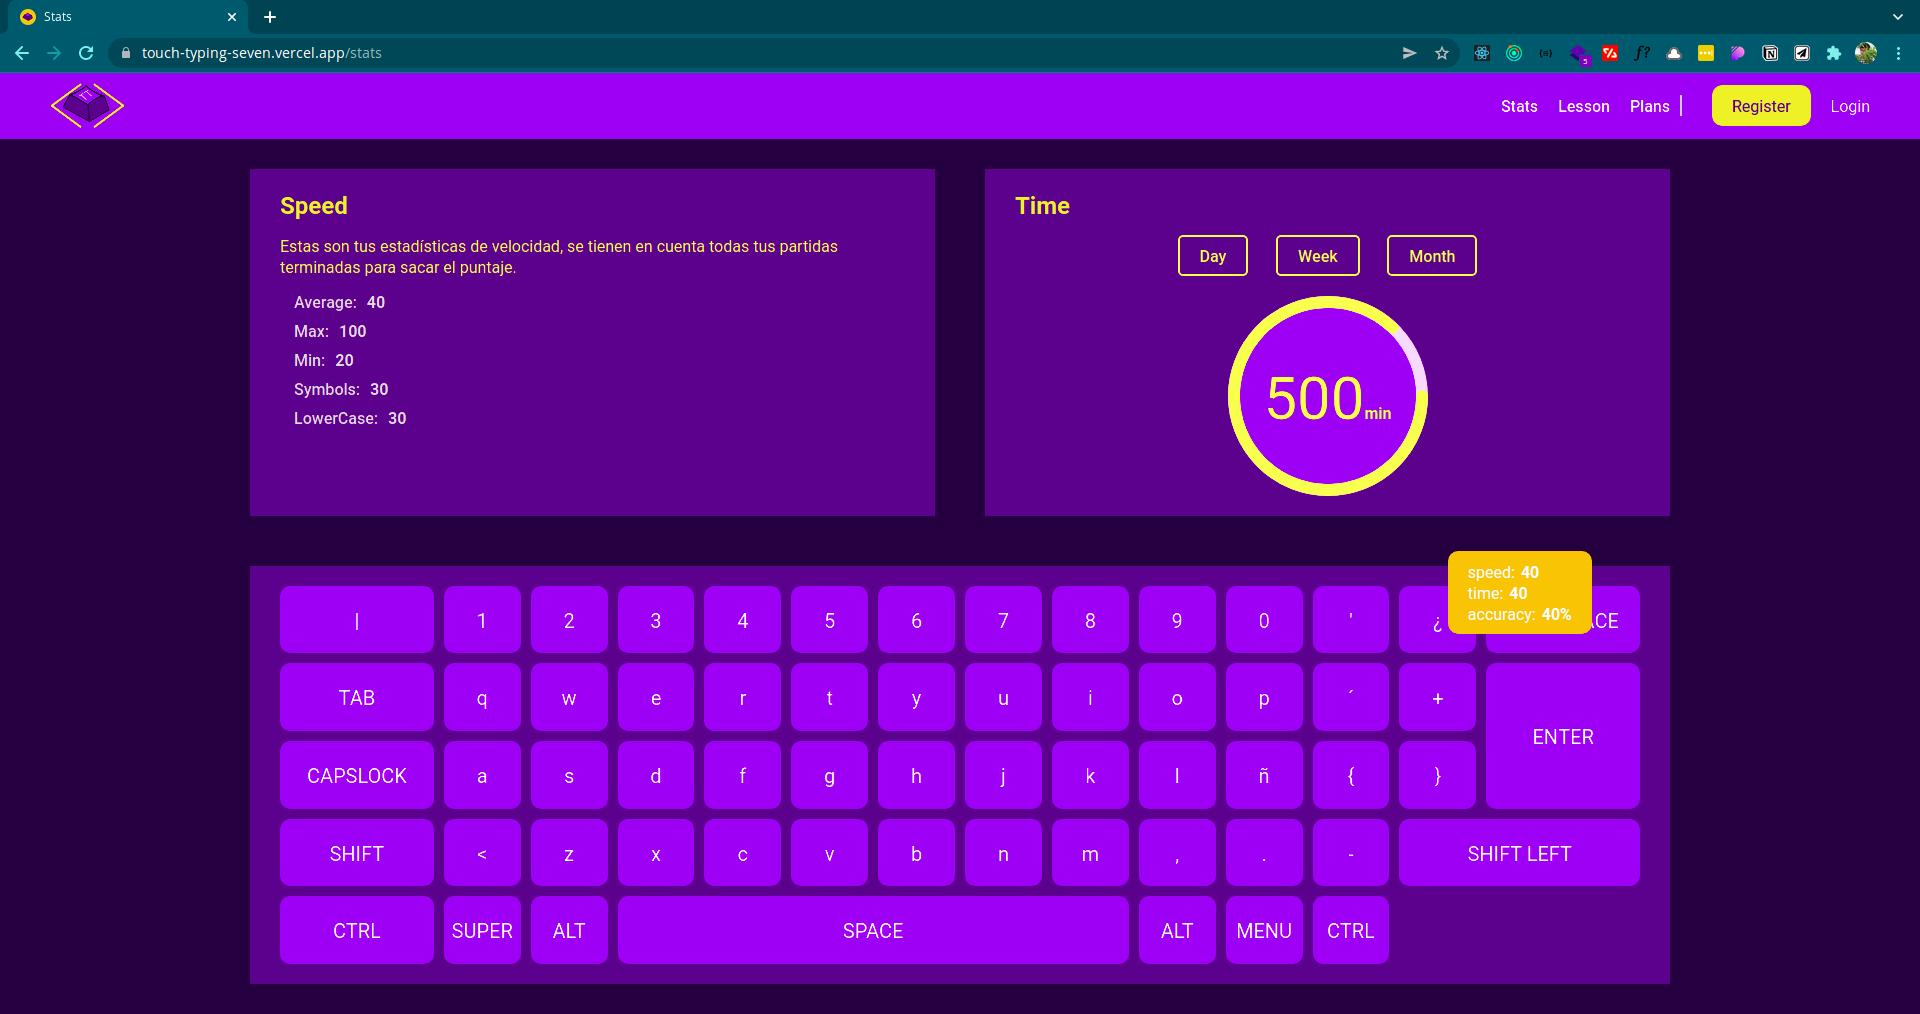 Stats
touch-typing-seven.vercel.app/stats
Stats Lesson Plans Register Login
Speed
Estas son tus estadísticas de velocidad, se tienen en cuenta todas tus partidas
terminadas para sacar el puntaje.
Average: 40
Max: 100
Min: 20
Symbols: 30
LowerCase: 30
Time
Day Week Month
500min
speed: 40
time: 40
accuracy: 40%
| 1 2 3 4 5 6 7 8 9 0 ' ¿
TAB q w e r t y u i o p ´ +
ENTER
CAPSLOCK a s d f g h j k l ñ { }
SHIFT < z x c v b n m , . - SHIFT LEFT
CTRL SUPER ALT SPACE ALT MENU CTRL